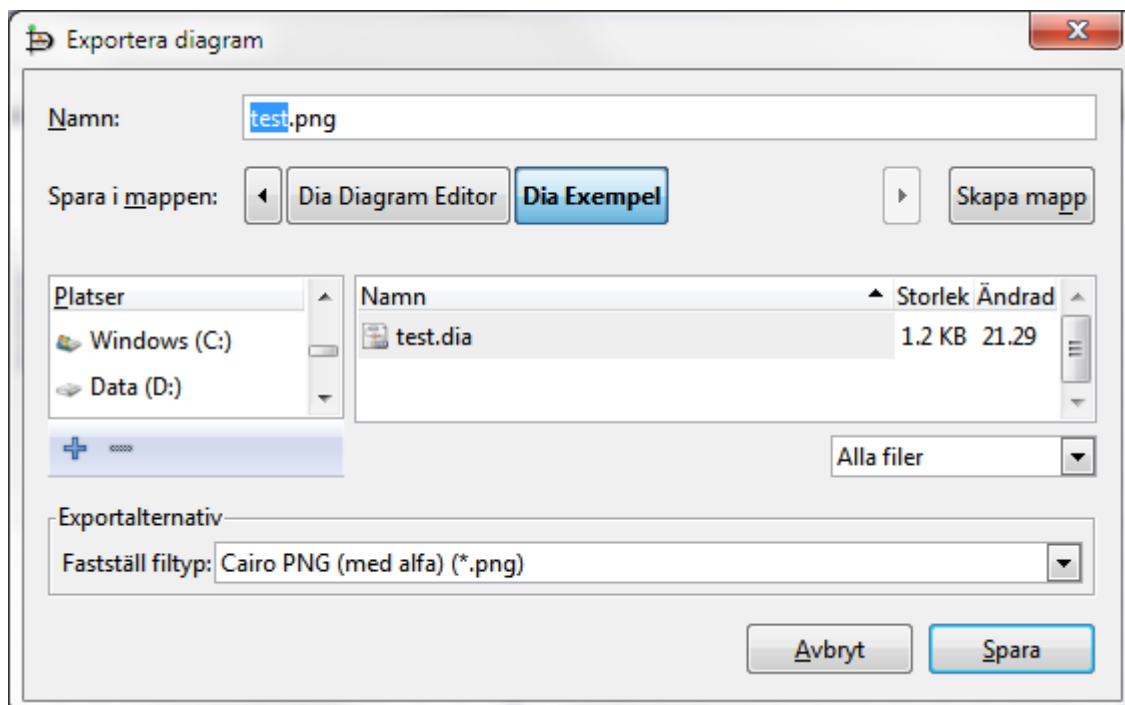 Exportera diagram
Namn: test.png
Spara i mappen: Dia Diagram Editor Dia Exempel Skapa mapp
Platser Namn Storlek Ändrad
Windows (C:) test.dia 1.2 KB 21.29
Data (D:)
Alla filer
Exportalternativ
Fastställ filtyp: Cairo PNG (med alfa) (*.png)
Avbryt Spara